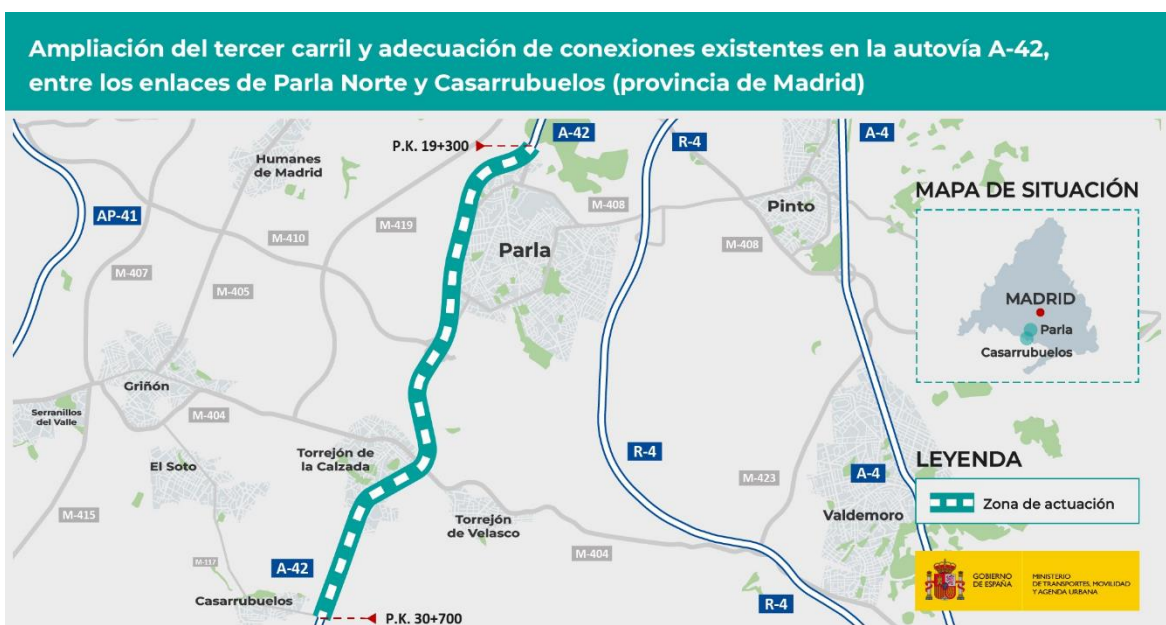 Ampliación del tercer carril y adecuación de conexiones existentes en la autovía A-42,
entre los enlaces de Parla Norte y Casarrubuelos (provincia de Madrid)
A-42
P.K. 19+300
R-4
A-4
Humanes
de Madrid
MAPA DE SITUACIÓN
AP-41
M-408
Pinto
M-419
M-410
Parla
M-408
M-407
M-405
MADRID
Parla
Casarrubuelos
Griñón
Serranillos
del Valle
M-404
Torrejón de
la Calzada
El Soto
R-4
LEYENDA
A-4
M-423
Zona de actuación
M-415
Torrejón
de Velasco
Valdemoro
M-404
M-117
A-42
GOBIERNO
DE ESPAÑA
MINISTERIO
DE TRANSPORTES, MOVILIDAD
Y AGENDA URBANA
Casarrubuelos
R-4
P.K. 30+700